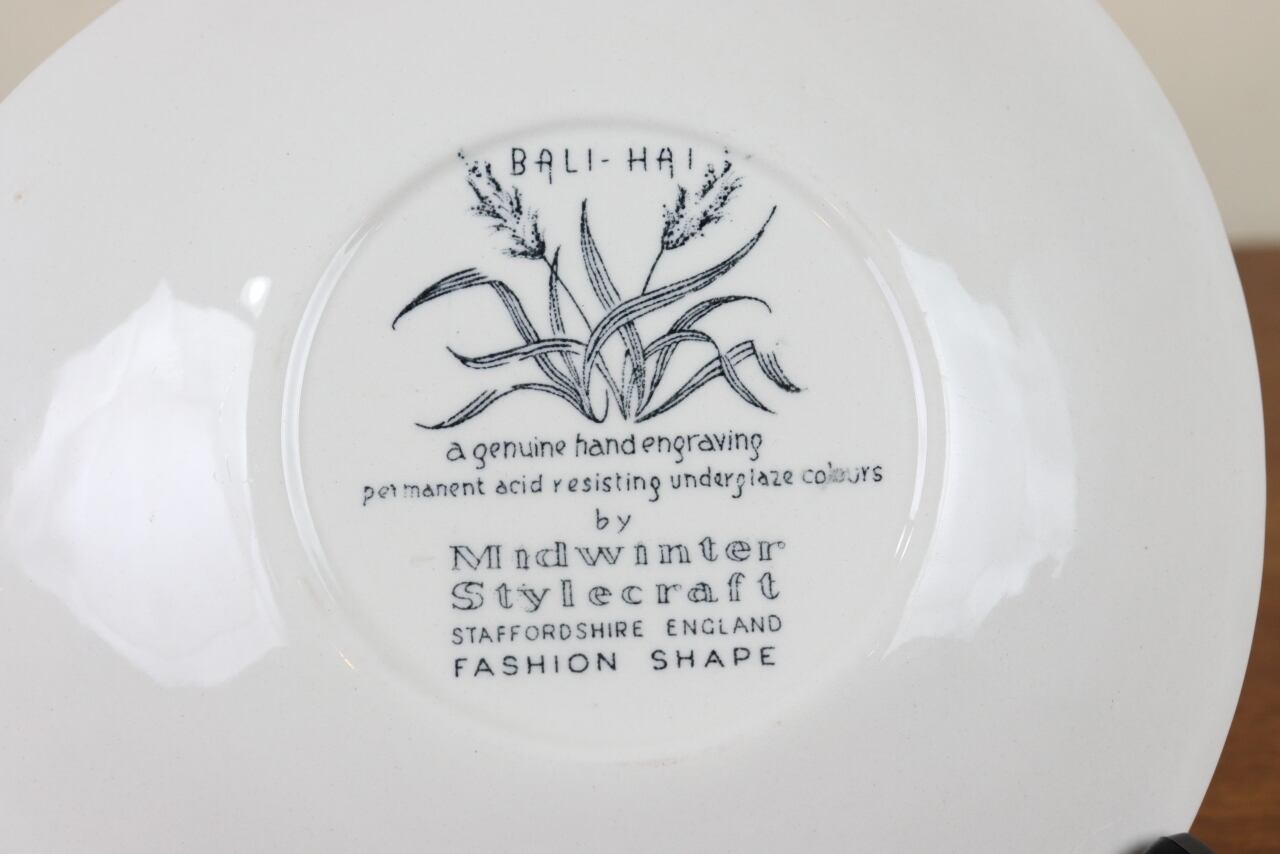 BALI-HAI
a genuine hand engraving
permanent acid resisting underglaze colours
by
Midwinter
Stylecraft
STAFFORDSHIRE ENGLAND
FASHION SHAPE